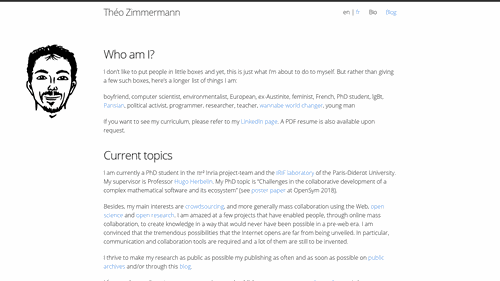 Théo Zimmermann
en | fr Bio Blog
Who am I?
I don't like to put people in little boxes and yet, this is just what I'm about to do to myself. But rather than giving
a few such boxes, here's a longer list of things I am:
boyfriend, computer scientist, environmentalist, European, ex-Austinite, feminist, French, PhD student, lgBt,
Parisian, political activist, programmer, researcher, teacher, wannabe world changer, young man
If you want to see my curriculum, please refer to my LinkedIn page. A PDF resume is also available upon
request.
Current topics
I am currently a PhD student in the πr² Inria project-team and the IRIF laboratory of the Paris-Diderot University.
My supervisor is Professor Hugo Herbelin. My PhD topic is "Challenges in the collaborative development of a
complex mathematical software and its ecosystem" (see poster paper at OpenSym 2018).
Besides, my main interests are crowdsourcing, and more generally mass collaboration using the Web, open
science and open research. I am amazed at a few projects that have enabled people, through online mass
collaboration, to create knowledge in a way that would never have been possible in a pre-web era. I am
convinced that the tremendous possibilities that the Internet opens are far from being unveiled. In particular,
communication and collaboration tools are required and a lot of them are still to be invented.
I thrive to make my research as public as possible my publishing as often and as soon as possible on public
archives and/or through this blog.